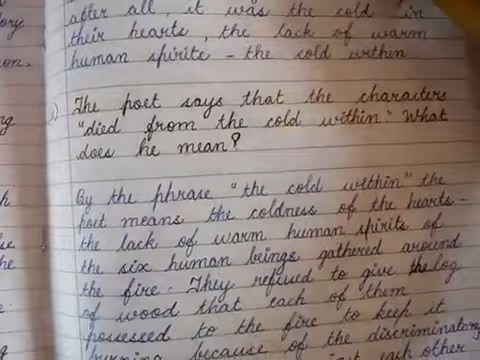 after all, it was the cold in
their hearts, the lack of warm
human spirits - the cold within
The poet says that the characters
"died from the cold within" What
does he mean?
By the phrase "the cold within" the
poet means the coldness of the hearts -
the lack of warm human spirits of
the six human beings gathered around
the fire. They refused to give the log
of wood that each of them
possessed to the fire to keep it
burning because of the discriminatory
each other